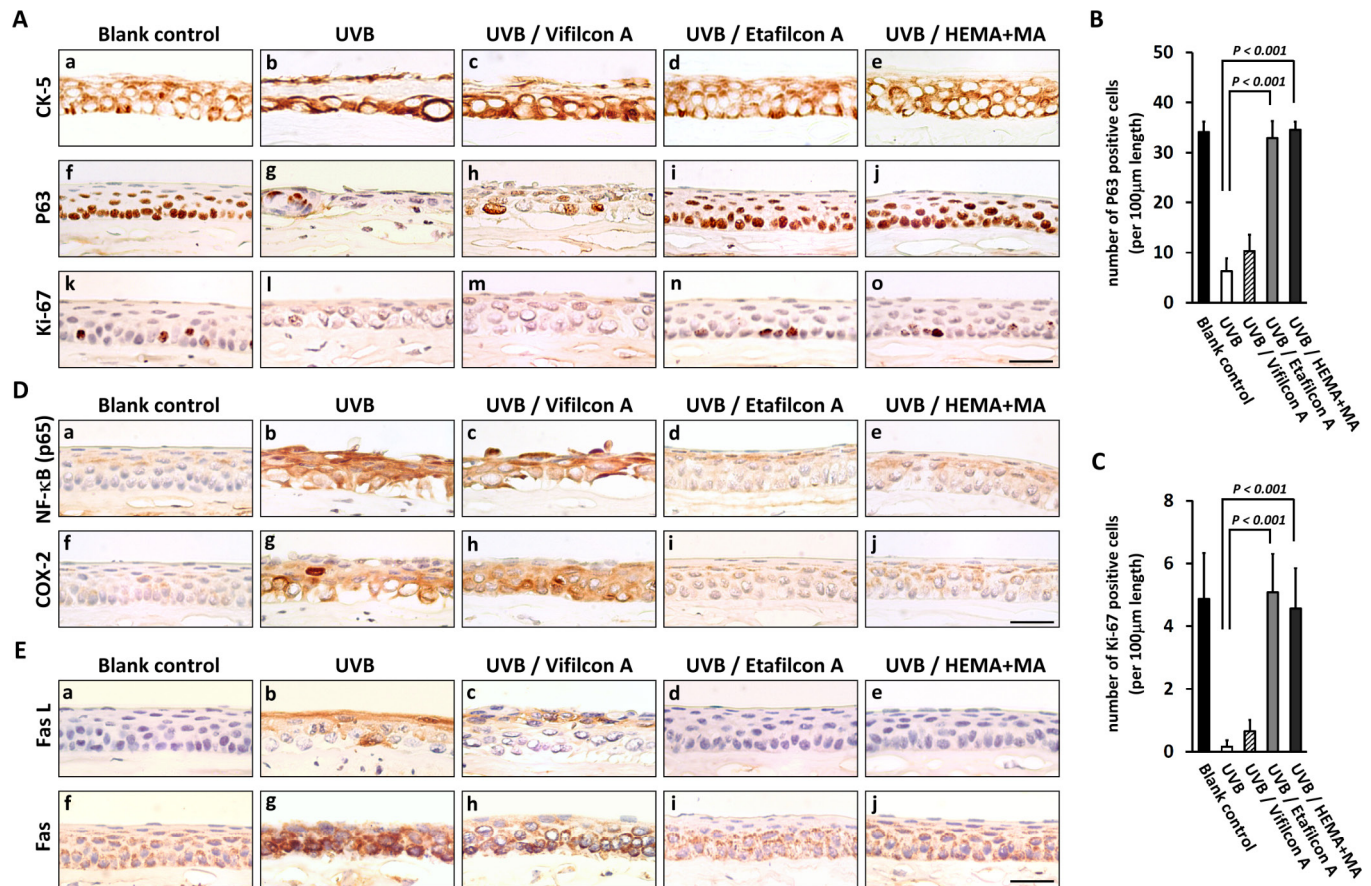 A
Blank control
UVB
UVB / Vifilcon A
UVB / Etafilcon A
UVB / HEMA+MA
CK-5
a
b
c
d
e
P63
f
g
h
i
j
Ki-67
k
l
m
n
o
B
number of P63 positive cells
(per 100µm length)
50
40
30
20
10
0
P < 0.001
P < 0.001
Blank control
UVB
UVB / Vifilcon A
UVB / Etafilcon A
UVB / HEMA+MA
D
Blank control
UVB
UVB / Vifilcon A
UVB / Etafilcon A
UVB / HEMA+MA
NF-κB (p65)
a
b
c
d
e
COX-2
f
g
h
i
j
C
number of Ki-67 positive cells
(per 100µm length)
8
6
4
2
0
P < 0.001
P < 0.001
Blank control
UVB
UVB / Vifilcon A
UVB / Etafilcon A
UVB / HEMA+MA
E
Blank control
UVB
UVB / Vifilcon A
UVB / Etafilcon A
UVB / HEMA+MA
Fas L
a
b
c
d
e
Fas
f
g
h
i
j